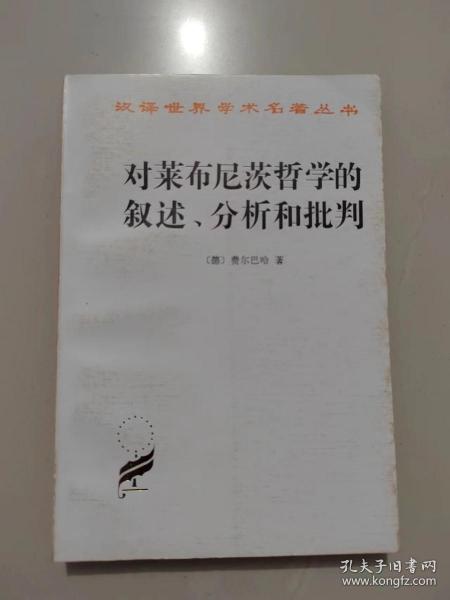 汉译世界学术名著丛书
对莱布尼茨哲学的
叙述、分析和批判
〔德〕费尔巴哈 著
孔夫子旧书网
www.kongfz.com